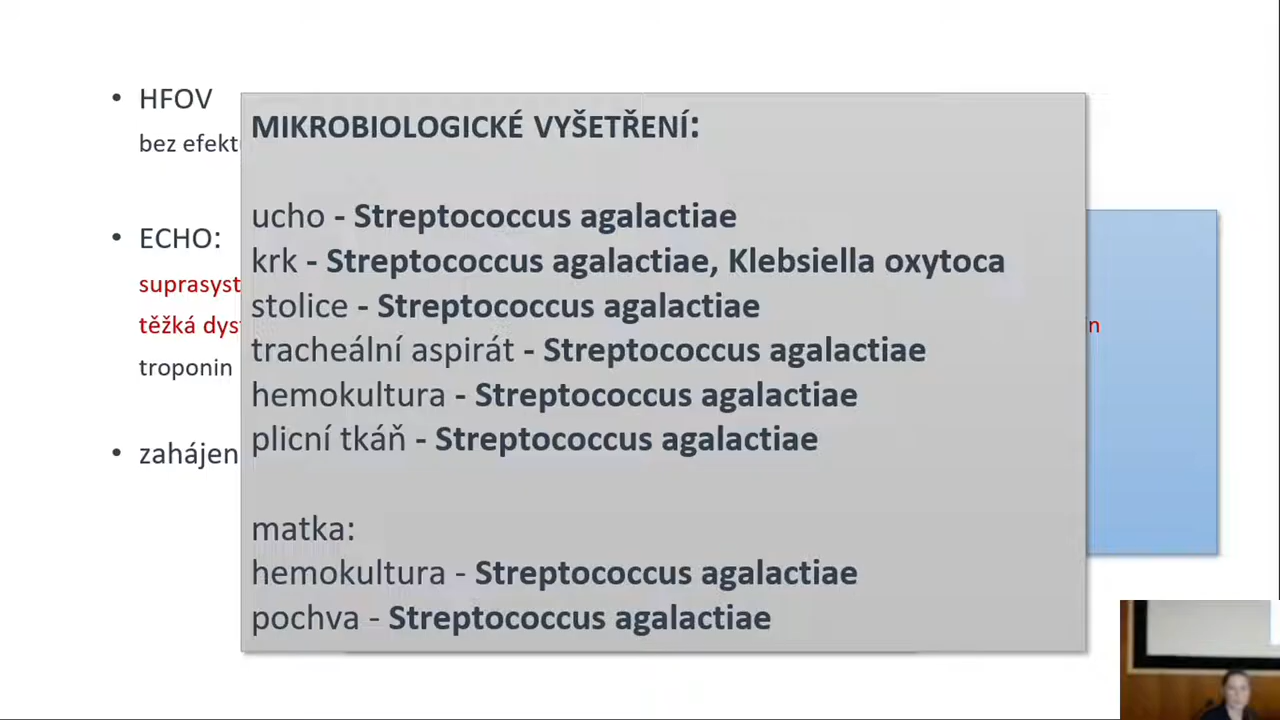 HFOV
bez efekt
MIKROBIOLOGICKÉ VYŠETŘENÍ:
ucho - Streptococcus agalactiae
ECHO:
krk - Streptococcus agalactiae, Klebsiella oxytoca
suprasyst
stolice - Streptococcus agalactiae
těžká dys
n
tracheální aspirát - Streptococcus agalactiae
troponin
hemokultura - Streptococcus agalactiae
plicní tkáň - Streptococcus agalactiae
zahájen
matka:
hemokultura - Streptococcus agalactiae
pochva - Streptococcus agalactiae